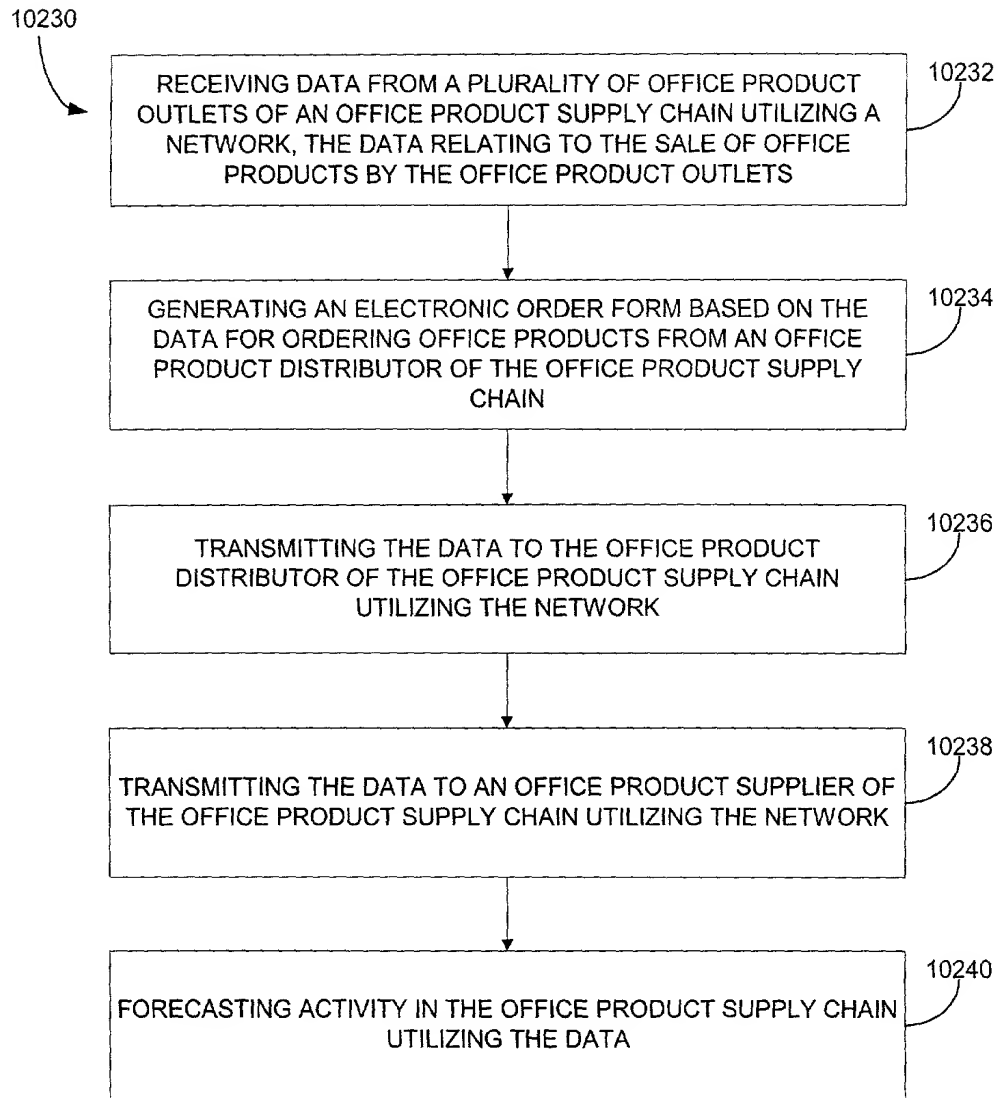 10230
RECEIVING DATA FROM A PLURALITY OF OFFICE PRODUCT
OUTLETS OF AN OFFICE PRODUCT SUPPLY CHAIN UTILIZING A
NETWORK, THE DATA RELATING TO THE SALE OF OFFICE
PRODUCTS BY THE OFFICE PRODUCT OUTLETS
10232
GENERATING AN ELECTRONIC ORDER FORM BASED ON THE
DATA FOR ORDERING OFFICE PRODUCTS FROM AN OFFICE
PRODUCT DISTRIBUTOR OF THE OFFICE PRODUCT SUPPLY
CHAIN
10234
TRANSMITTING THE DATA TO THE OFFICE PRODUCT
DISTRIBUTOR OF THE OFFICE PRODUCT SUPPLY CHAIN
UTILIZING THE NETWORK
10236
TRANSMITTING THE DATA TO AN OFFICE PRODUCT SUPPLIER OF
THE OFFICE PRODUCT SUPPLY CHAIN UTILIZING THE NETWORK
10238
FORECASTING ACTIVITY IN THE OFFICE PRODUCT SUPPLY CHAIN
UTILIZING THE DATA
10240